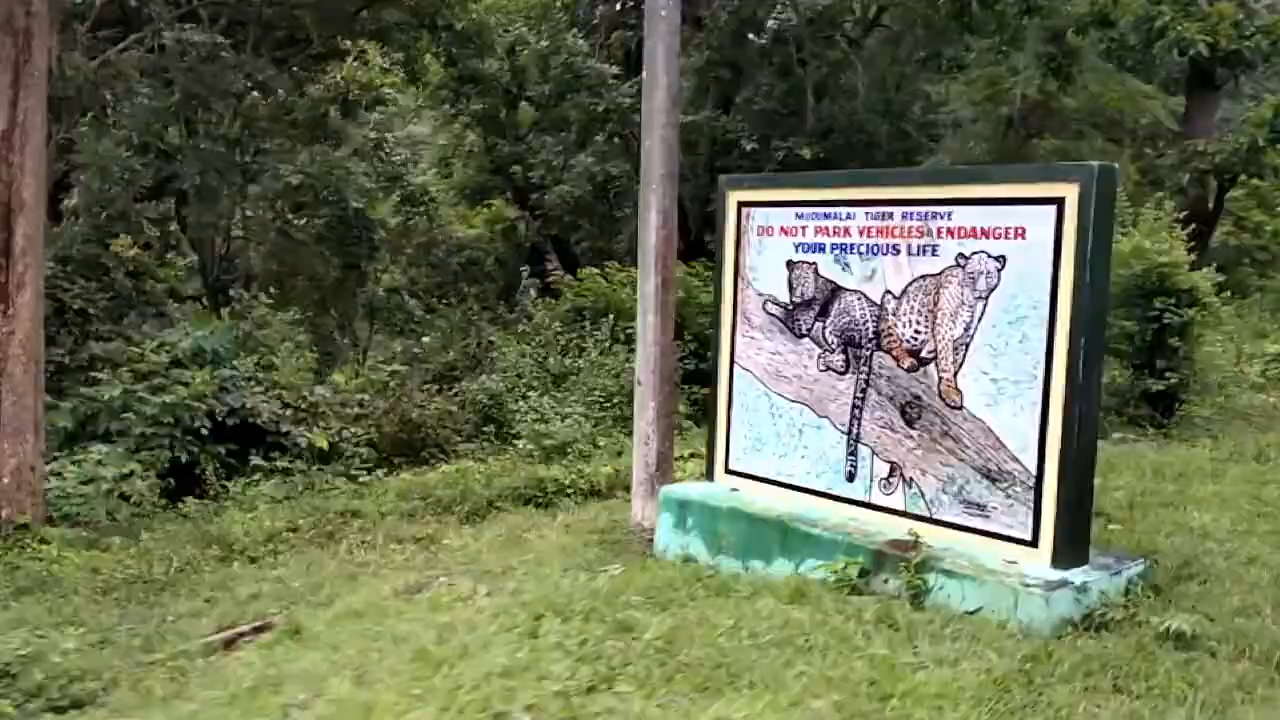 MUDUMALAI TIGER RESERVE
DO NOT PARK VEHICLES & ENDANGER
YOUR PRECIOUS LIFE